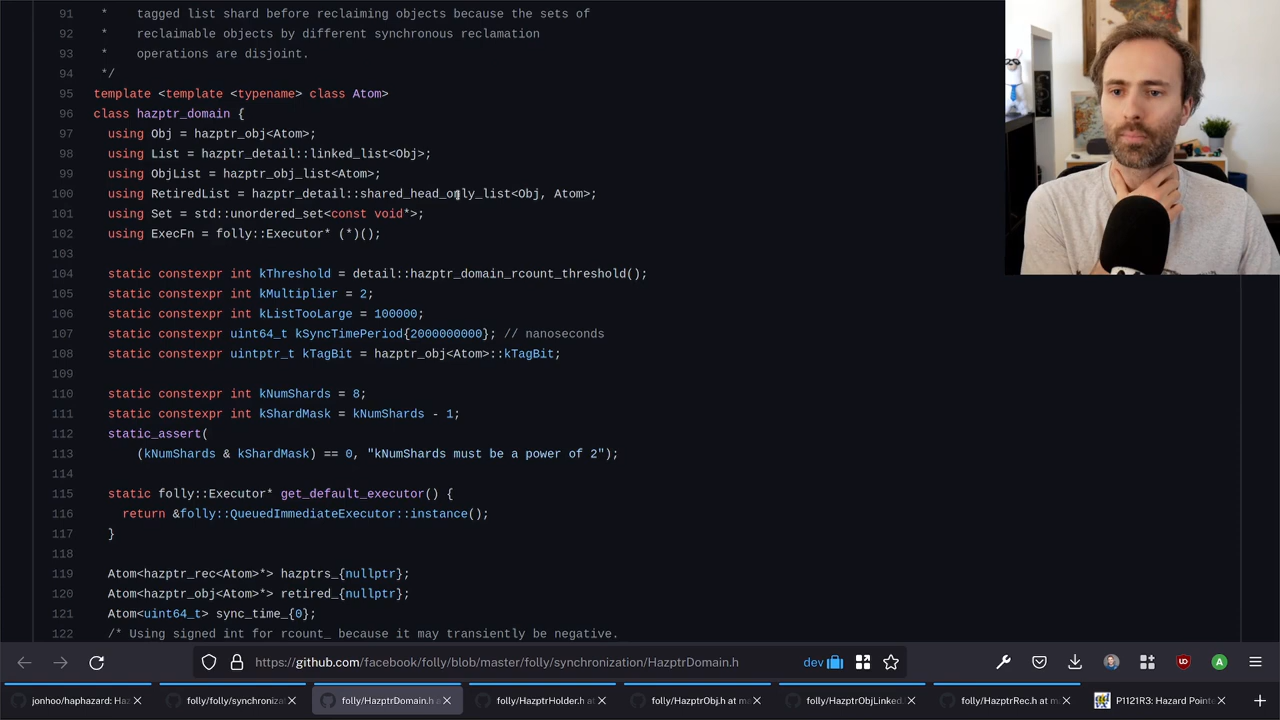 91 *    tagged list shard before reclaiming objects because the sets of
92 *    reclaimable objects by different synchronous reclamation
93 *    operations are disjoint.
94 */
95 template <template <typename> class Atom>
96 class hazptr_domain {
97 using Obj = hazptr_obj<Atom>;
98 using List = hazptr_detail::linked_list<Obj>;
99 using ObjList = hazptr_obj_list<Atom>;
100 using RetiredList = hazptr_detail::shared_head_only_list<Obj, Atom>;
101 using Set = std::unordered_set<const void*>;
102 using ExecFn = folly::Executor* (*)();
103
104 static constexpr int kThreshold = detail::hazptr_domain_rcount_threshold();
105 static constexpr int kMultiplier = 2;
106 static constexpr int kListTooLarge = 100000;
107 static constexpr uint64_t kSyncTimePeriod{2000000000}; // nanoseconds
108 static constexpr uintptr_t kTagBit = hazptr_obj<Atom>::kTagBit;
109
110 static constexpr int kNumShards = 8;
111 static constexpr int kShardMask = kNumShards - 1;
112 static_assert(
113 (kNumShards & kShardMask) == 0, "kNumShards must be a power of 2");
114
115 static folly::Executor* get_default_executor() {
116 return &folly::QueuedImmediateExecutor::instance();
117 }
118
119 Atom<hazptr_rec<Atom>*> hazptrs_{nullptr};
120 Atom<hazptr_obj<Atom>*> retired_{nullptr};
121 Atom<uint64_t> sync_time_{0};
122 /* Using signed int for rcount_ because it may transiently be negative.
https://github.com/facebook/folly/blob/master/folly/synchronization/HazptrDomain.h
dev
A
jonhoo/haphazard: Haz
folly/folly/synchroniza
folly/HazptrDomain.h a
folly/HazptrHolder.h at
folly/HazptrObj.h at ma
folly/HazptrObjLinked.
folly/HazptrRec.h at m
P1121R3: Hazard Pointe